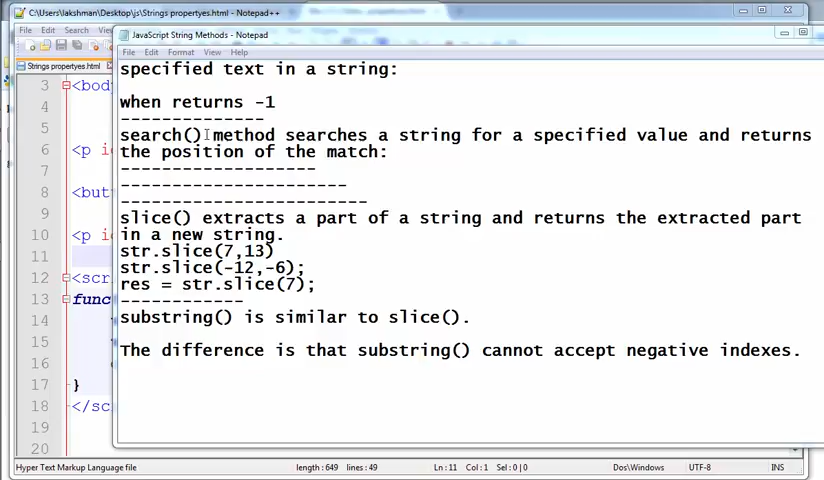 C:\Users\lakshman\Desktop\js\Strings propertyes.html - Notepad++
File Edit Search
JavaScript String Methods - Notepad
File Edit Format View Help
Strings propertyes.html
specified text in a string:
when returns -1
--------------
search() method searches a string for a specified value and returns
the position of the match:
-------------------
----------------------
------------------------
slice() extracts a part of a string and returns the extracted part
in a new string.
str.slice(7,13)
str.slice(-12,-6);
res = str.slice(7);
------------
substring() is similar to slice().
The difference is that substring() cannot accept negative indexes.
3 <bod
4
5
6 <p i
7
8 <but
9
10 <p i
11
12 <sc
13 func
14
15
16
17 }
18 </sc
19
20
Hyper Text Markup Language file length:649 lines:49 Ln:11 Col:1 Sel:0|0 Dos\Windows UTF-8 INS